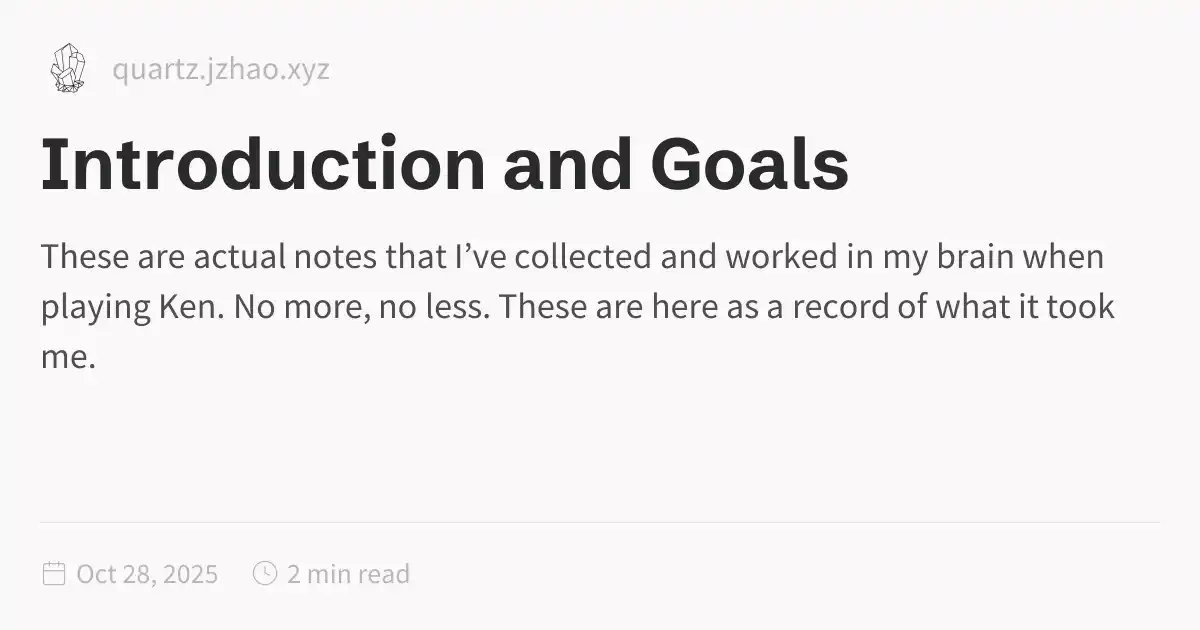 quartz.jzhao.xyz
Introduction and Goals
These are actual notes that I’ve collected and worked in my brain when
playing Ken. No more, no less. These are here as a record of what it took
me.
Oct 28, 2025 2 min read